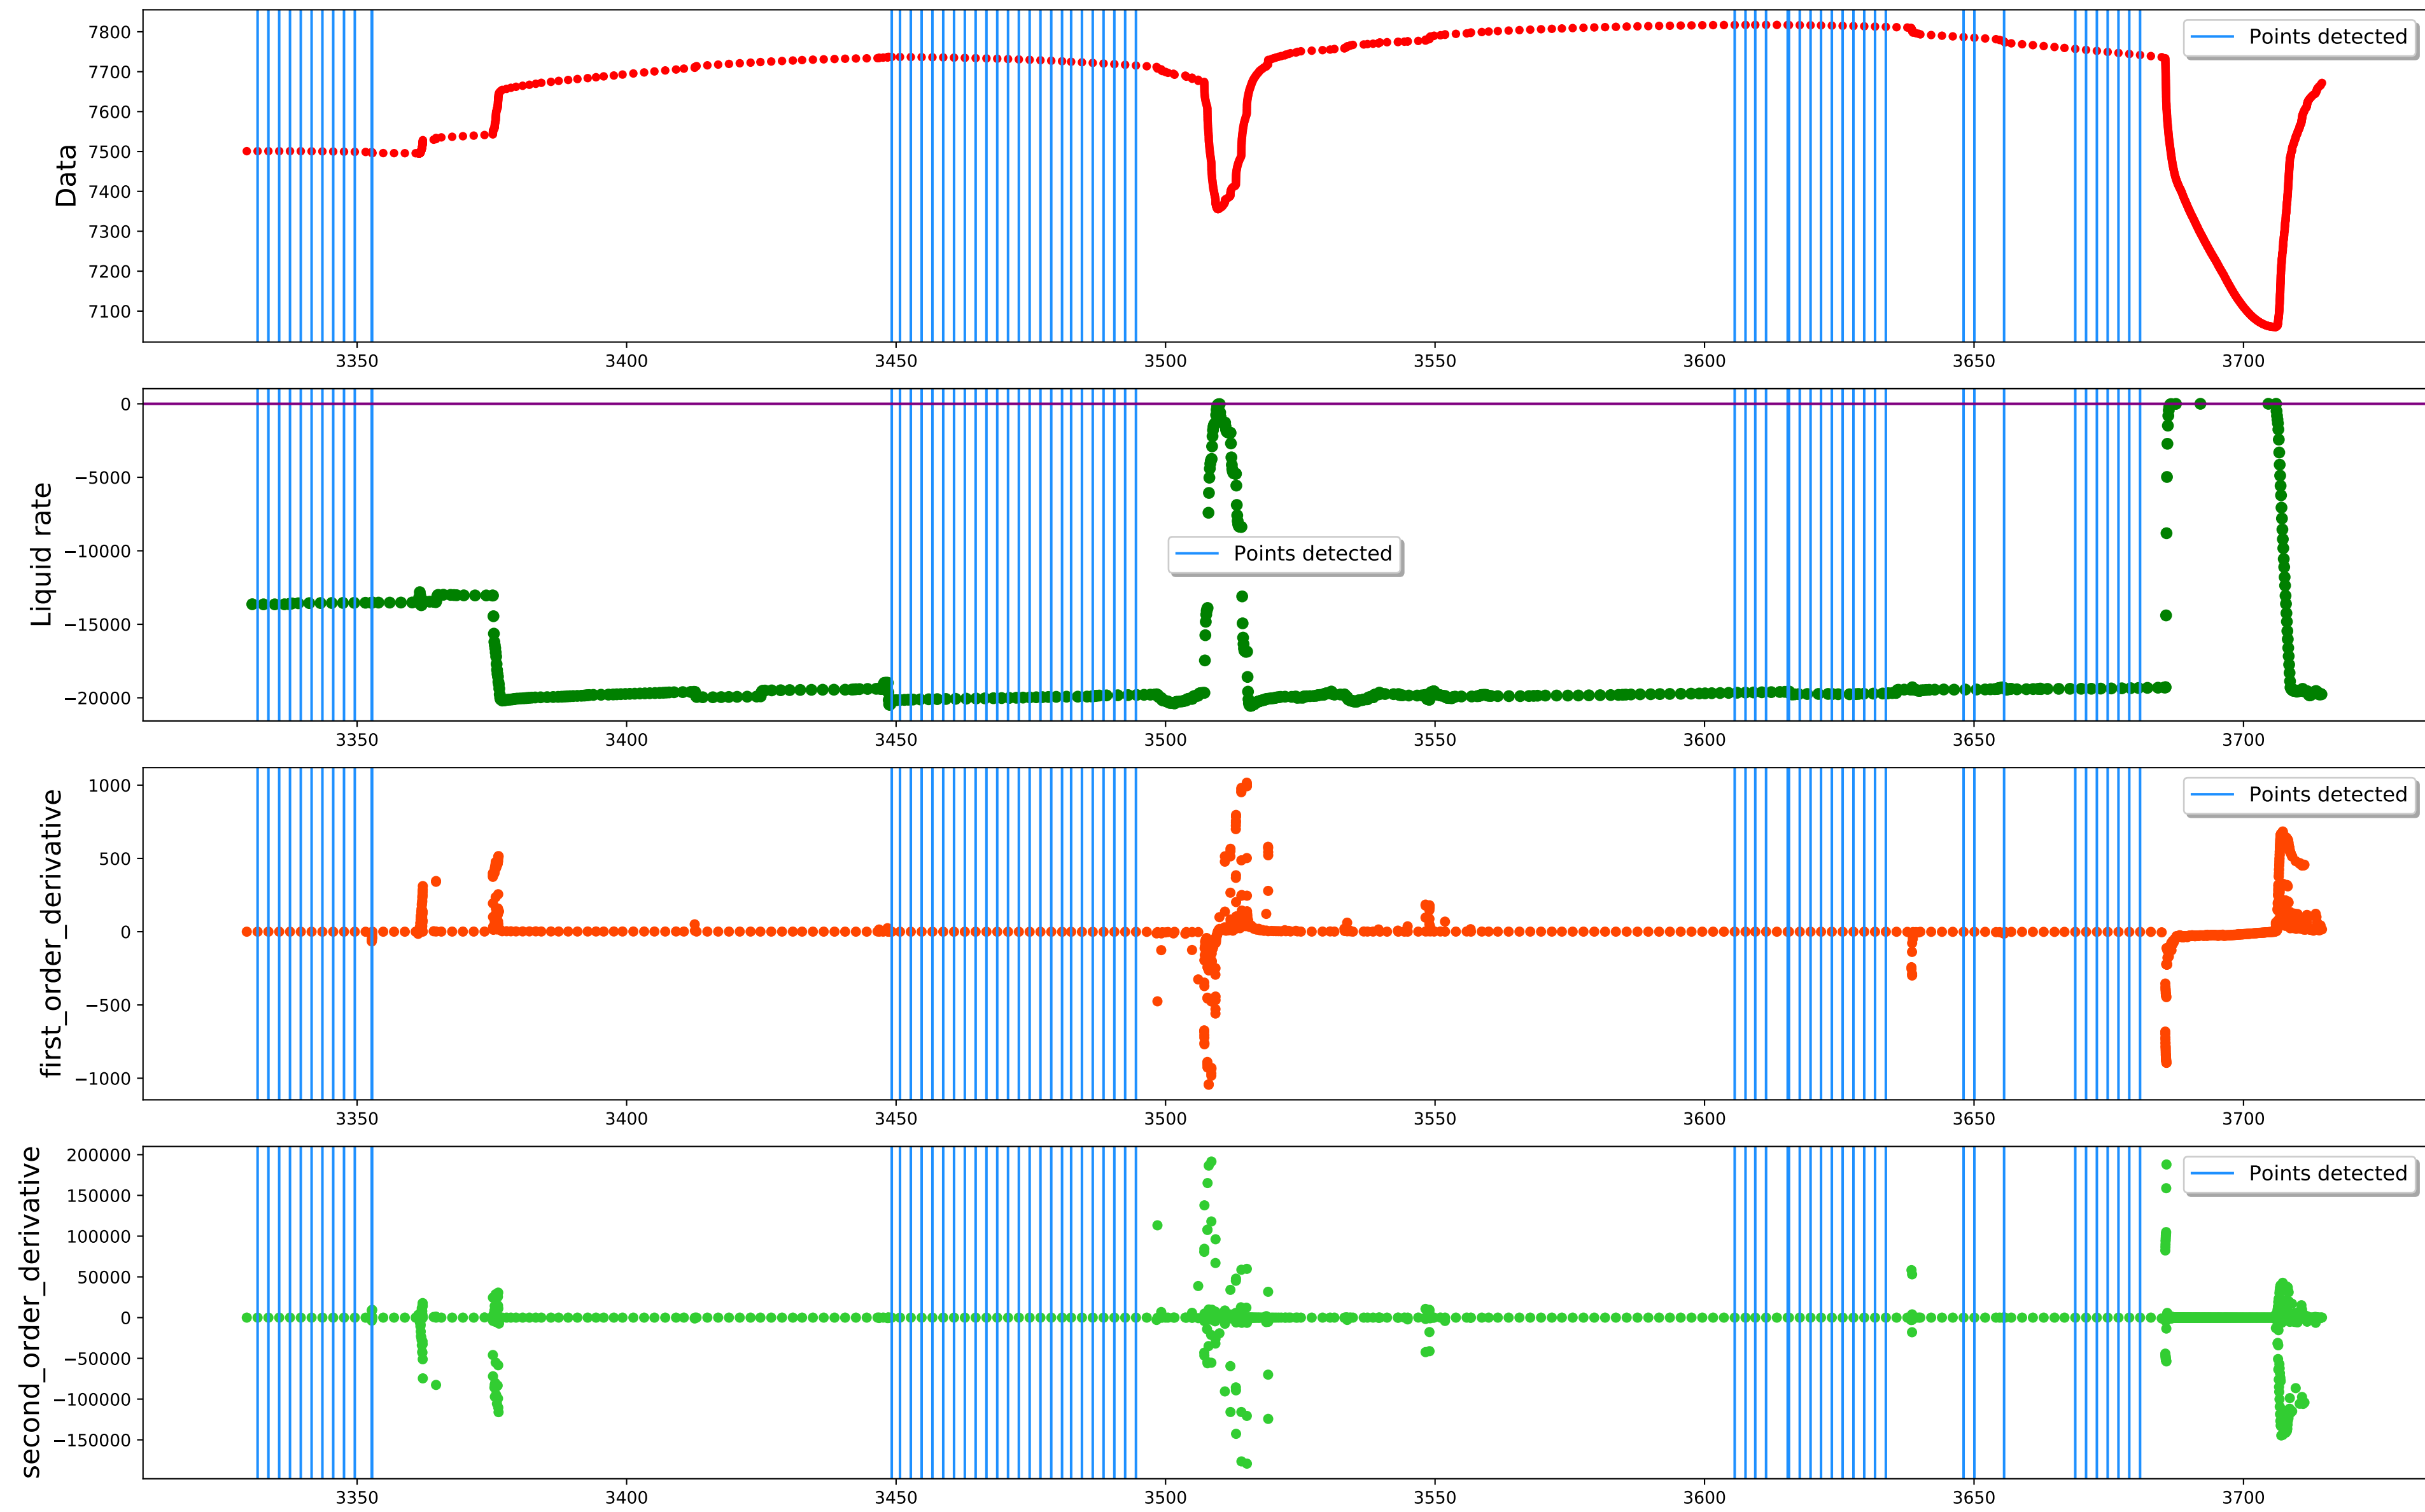 Data
7800
7700
7600
7500
7400
7300
7200
7100
Points detected
3350 3400 3450 3500 3550 3600 3650 3700
Liquid rate
0
−5000
−10000
−15000
−20000
Points detected
3350 3400 3450 3500 3550 3600 3650 3700
first_order_derivative
1000
500
0
−500
−1000
Points detected
3350 3400 3450 3500 3550 3600 3650 3700
second_order_derivative
200000
150000
100000
50000
0
−50000
−100000
−150000
Points detected
3350 3400 3450 3500 3550 3600 3650 3700